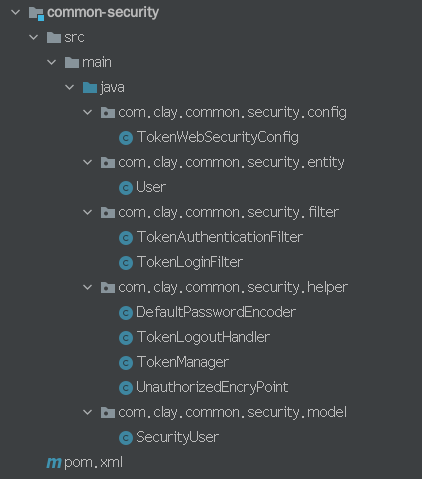 common-security
src
main
java
com.clay.common.security.config
TokenWebSecurityConfig
com.clay.common.security.entity
User
com.clay.common.security.filter
TokenAuthenticationFilter
TokenLoginFilter
com.clay.common.security.helper
DefaultPasswordEncoder
TokenLogoutHandler
TokenManager
UnauthorizedEncryPoint
com.clay.common.security.model
SecurityUser
pom.xml